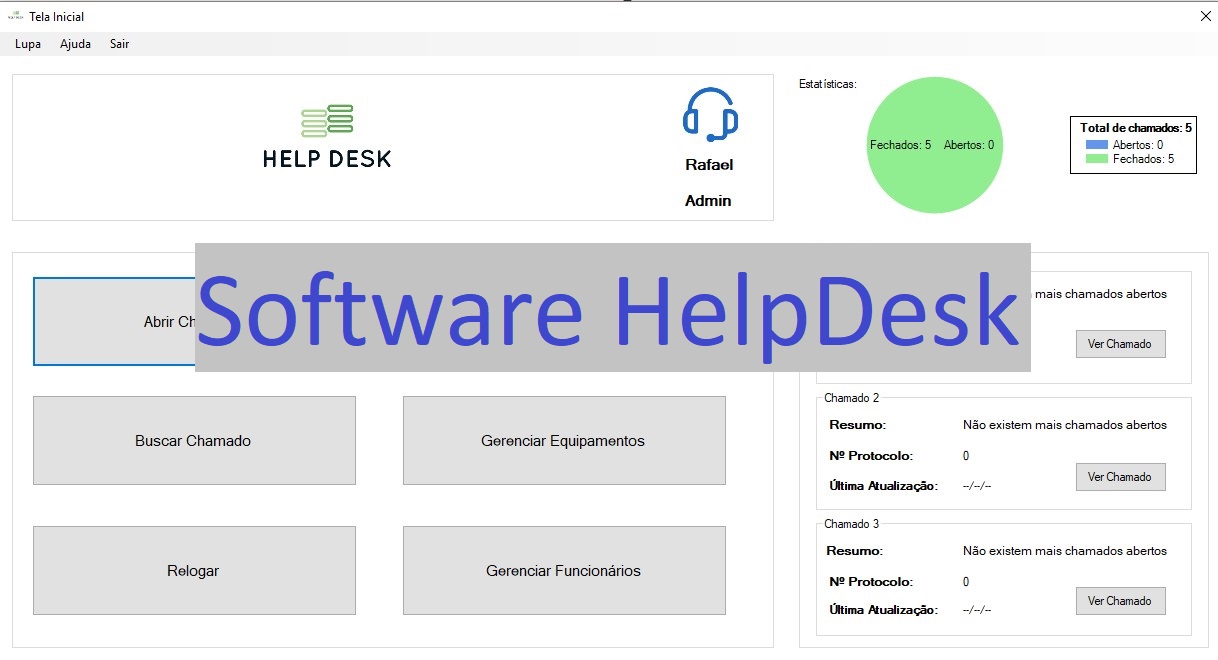 Tela Inicial
Lupa Ajuda Sair
HELP DESK
Rafael
Admin
Estatísticas:
Fechados: 5 Abertos: 0
Total de chamados: 5
Abertos: 0
Fechados: 5
Software HelpDesk
Abrir Ch
mais chamados abertos
Ver Chamado
Buscar Chamado
Gerenciar Equipamentos
Relogar
Gerenciar Funcionários
Chamado 2
Resumo: Não existem mais chamados abertos
Nº Protocolo: 0
Última Atualização: --/--/--
Ver Chamado
Chamado 3
Resumo: Não existem mais chamados abertos
Nº Protocolo: 0
Última Atualização: --/--/--
Ver Chamado